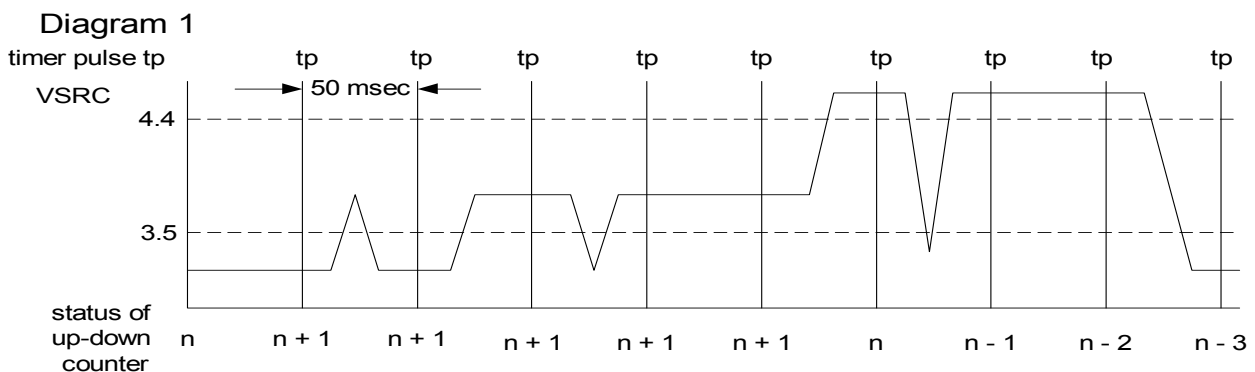 Diagram 1
timer pulse tp tp tp tp tp tp tp tp tp tp
VSRC
50 msec
4.4
3.5
status of
up-down
counter
n n + 1 n + 1 n + 1 n + 1 n + 1 n n - 1 n - 2 n - 3